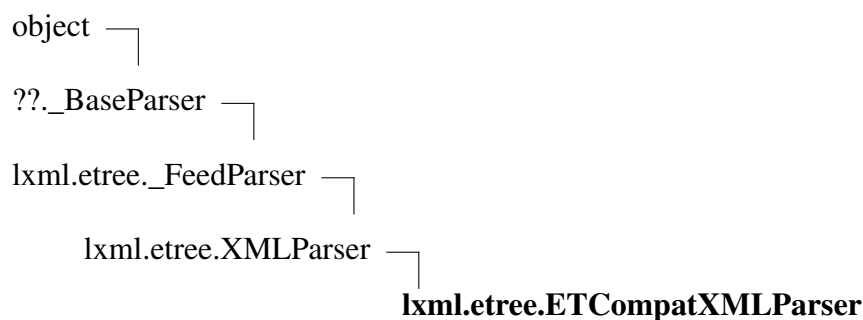 object
??._BaseParser
lxml.etree._FeedParser
lxml.etree.XMLParser
lxml.etree.ETCompatXMLParser